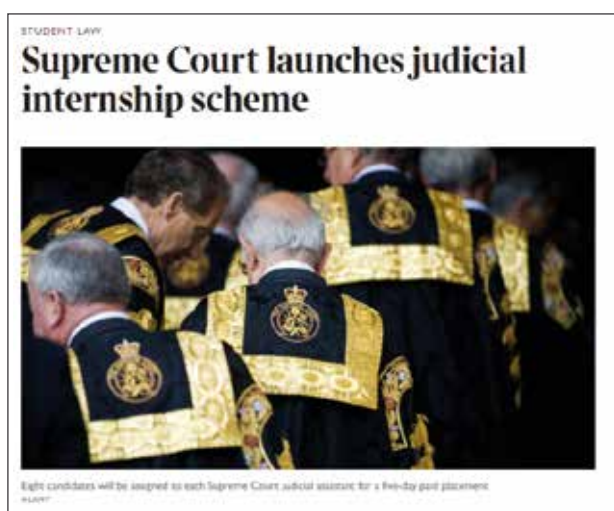 STUDENT LAW
Supreme Court launches judicial
internship scheme
Eight candidates will be assigned to each Supreme Court judicial assistant for a five-day paid placement
ALAMY